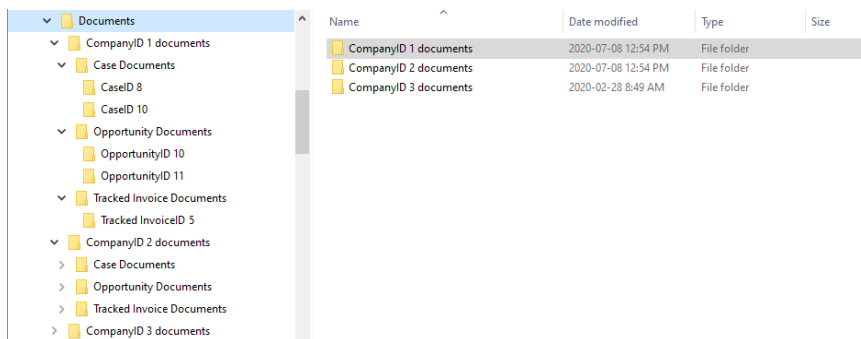 Documents
CompanyID 1 documents
Case Documents
CaseID 8
CaseID 10
Opportunity Documents
OpportunityID 10
OpportunityID 11
Tracked Invoice Documents
Tracked InvoiceID 5
CompanyID 2 documents
Case Documents
Opportunity Documents
Tracked Invoice Documents
CompanyID 3 documents
Name Date modified Type Size
CompanyID 1 documents 2020-07-08 12:54 PM File folder
CompanyID 2 documents 2020-07-08 12:54 PM File folder
CompanyID 3 documents 2020-02-28 8:49 AM File folder